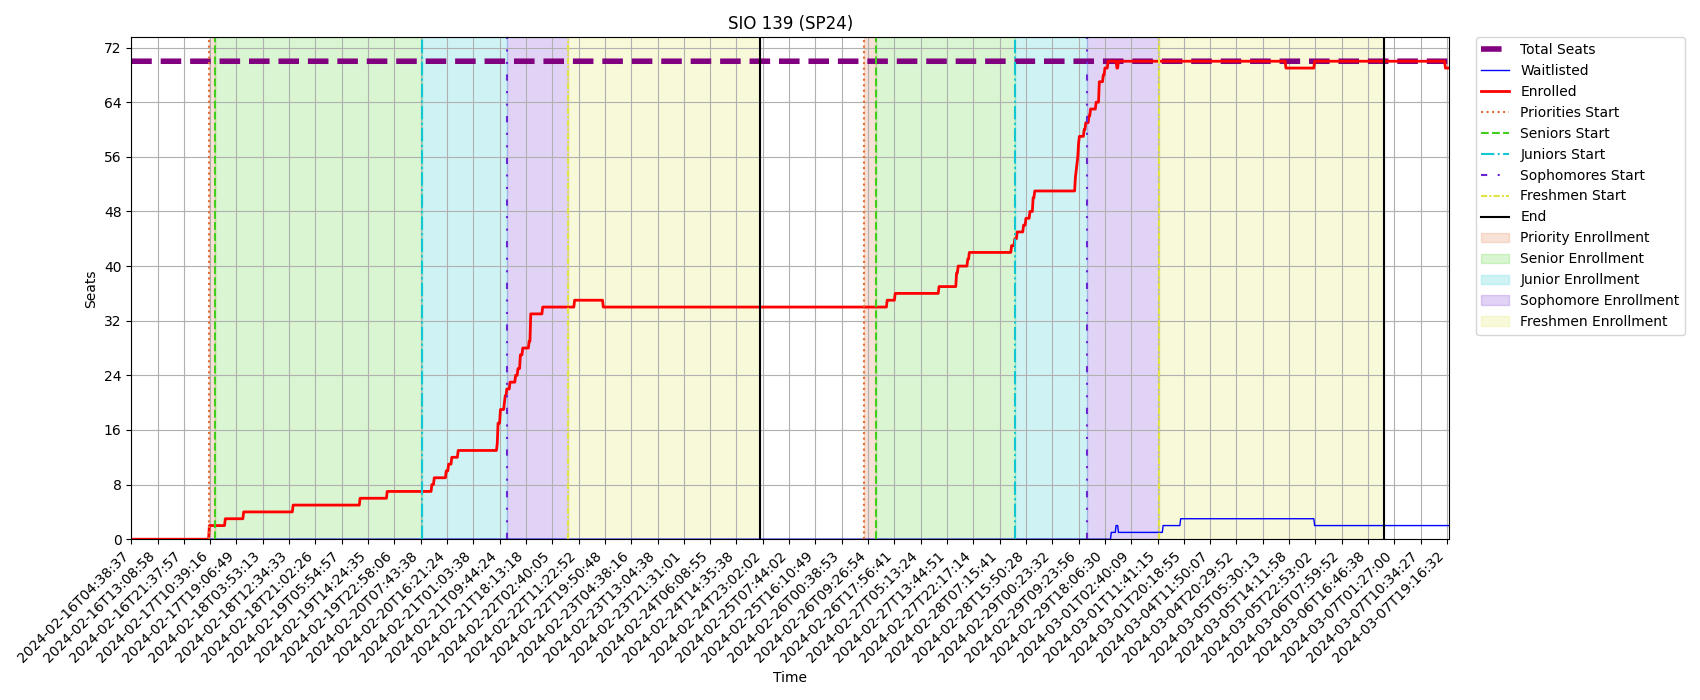 SIO 139 (SP24)
Seats
72
64
56
48
40
32
24
16
8
0
2024-02-16T04:38:37
2024-02-16T13:08:58
2024-02-16T21:37:57
2024-02-17T10:39:16
2024-02-17T19:06:49
2024-02-18T03:53:13
2024-02-18T12:34:33
2024-02-18T21:02:26
2024-02-19T05:54:57
2024-02-19T14:24:35
2024-02-19T22:58:06
2024-02-20T07:43:38
2024-02-20T16:21:24
2024-02-21T01:03:38
2024-02-21T09:44:24
2024-02-21T18:13:18
2024-02-22T02:40:05
2024-02-22T11:22:52
2024-02-22T19:50:48
2024-02-23T04:38:16
2024-02-23T13:04:38
2024-02-23T21:31:01
2024-02-24T06:08:55
2024-02-24T14:35:38
2024-02-24T23:02:02
2024-02-25T07:44:02
2024-02-25T16:10:49
2024-02-26T00:38:53
2024-02-26T09:26:54
2024-02-26T17:56:41
2024-02-27T05:13:24
2024-02-27T13:44:51
2024-02-27T22:17:14
2024-02-28T07:15:41
2024-02-28T15:50:28
2024-02-29T00:23:32
2024-02-29T09:23:56
2024-02-29T18:06:30
2024-03-01T02:40:09
2024-03-01T11:41:15
2024-03-01T20:18:55
2024-03-04T11:50:07
2024-03-04T20:29:52
2024-03-05T05:30:13
2024-03-05T14:11:58
2024-03-05T22:53:02
2024-03-06T07:59:52
2024-03-06T16:46:38
2024-03-07T01:27:00
2024-03-07T10:34:27
2024-03-07T19:16:32
Time
Total Seats
Waitlisted
Enrolled
Priorities Start
Seniors Start
Juniors Start
Sophomores Start
Freshmen Start
End
Priority Enrollment
Senior Enrollment
Junior Enrollment
Sophomore Enrollment
Freshmen Enrollment